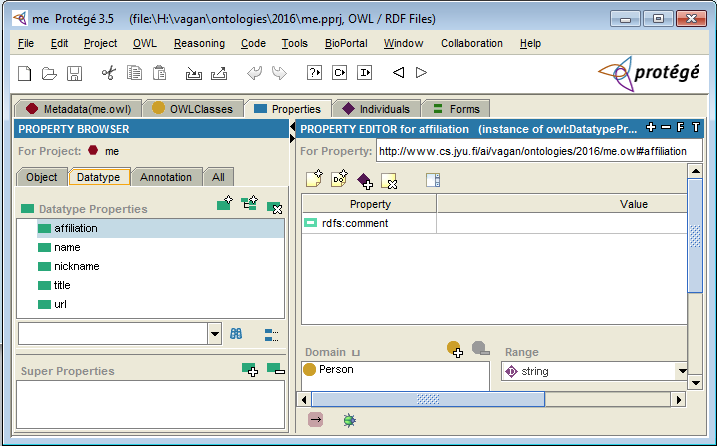 me Protégé 3.5 (file:\H:\vagan\ontologies\2016\me.pprj, OWL / RDF Files)
File Edit Project OWL Reasoning Code Tools BioPortal Window Collaboration Help
protégé
Metadata(me.owl) OWLClasses Properties Individuals Forms
PROPERTY BROWSER
For Project: me
Object Datatype Annotation All
Datatype Properties
affiliation
name
nickname
title
url
Super Properties
PROPERTY EDITOR for affiliation (instance of owl:DatatypePr... F T
For Property: http://www.cs.jyu.fi/ai/vagan/ontologies/2016/me.owl#affiliation
Property Value
rdfs:comment
Domain Range
Person string